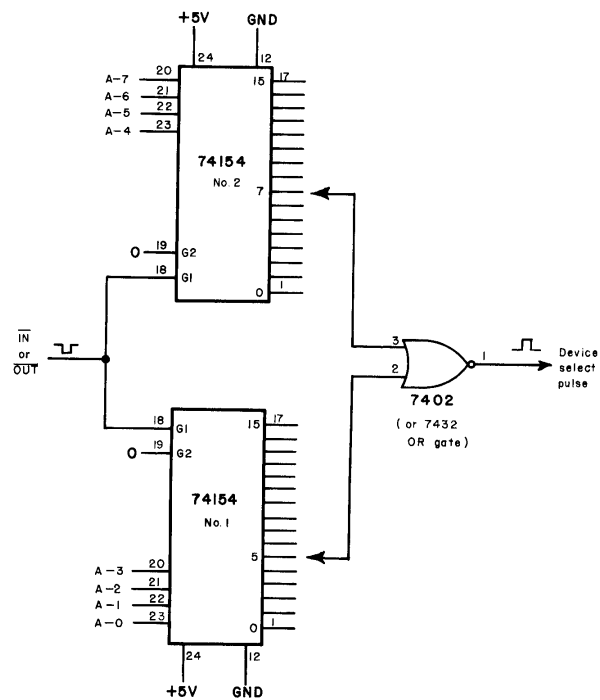 +5V GND
24 12
A-7 20
A-6 21
A-5 22
A-4 23
15 17
74154
No. 2
7
19 G2
0
18 G1
0 1
IN
or
OUT
3
2
1
Device
select
pulse
7402
(or 7432
OR gate)
18 G1
15 17
19 G2
0
74154
No. 1
5
A-3 20
A-2 21
A-1 22
A-0 23
0 1
24 12
+5V GND